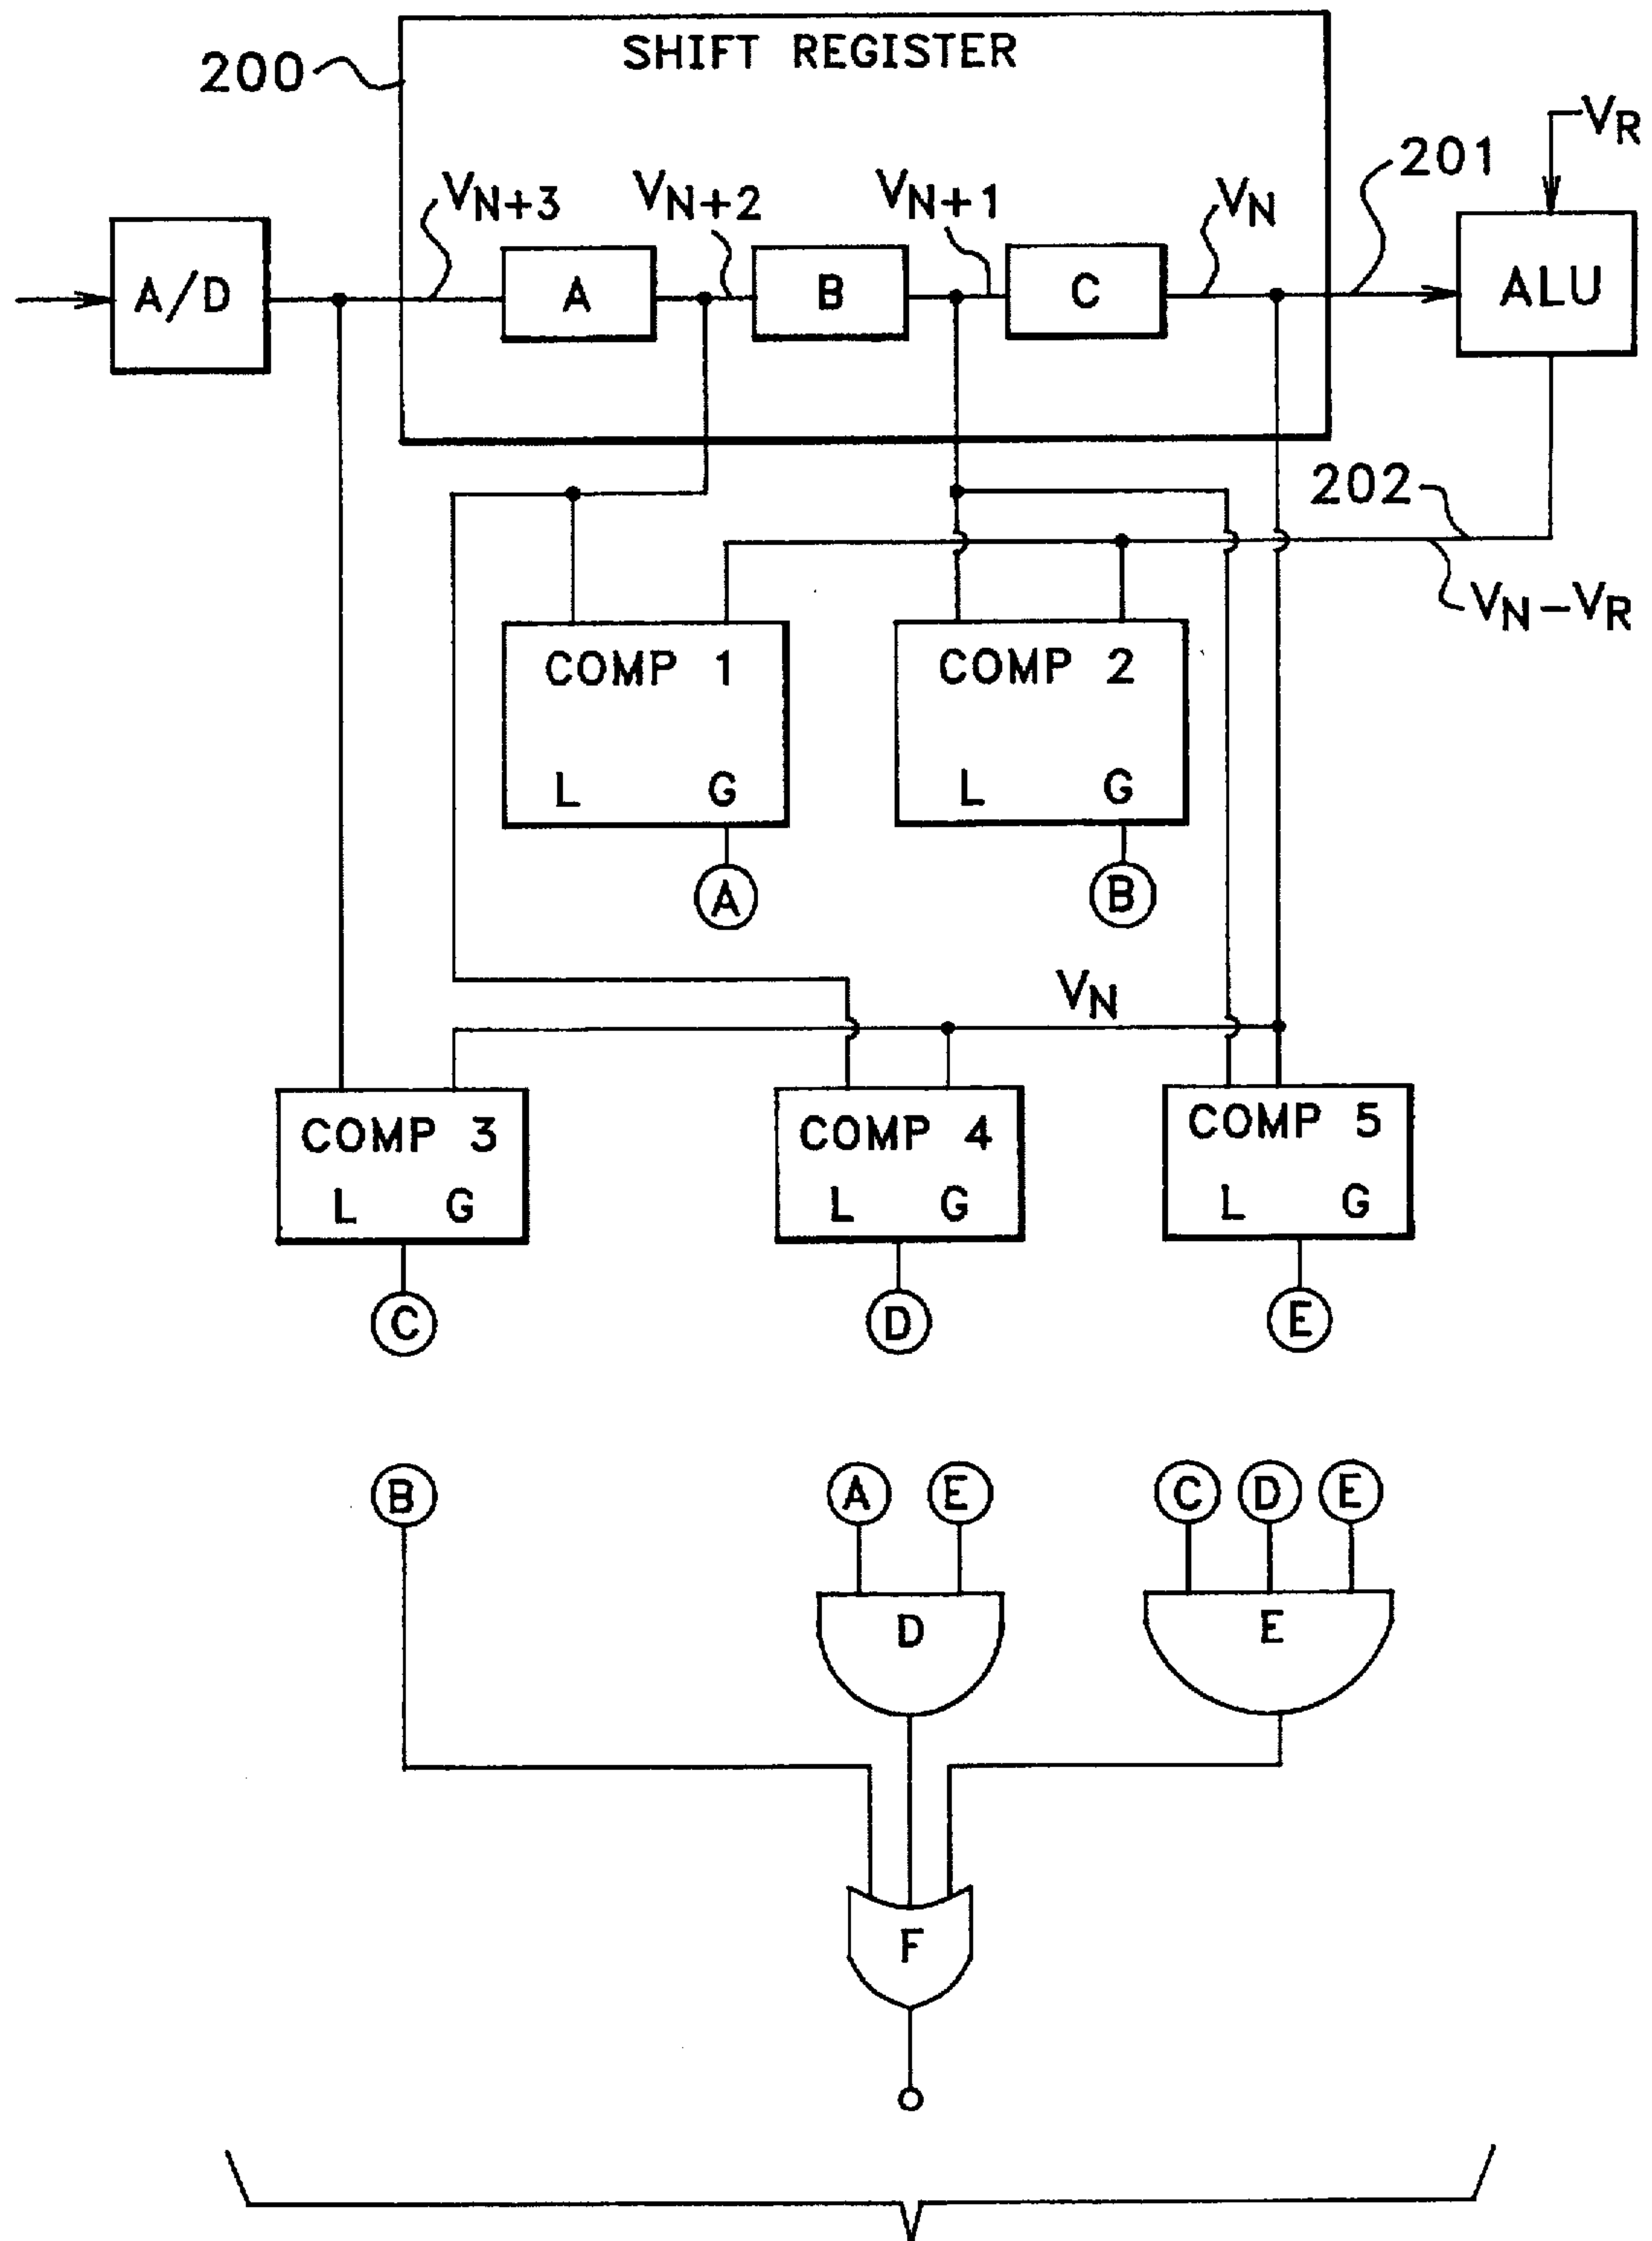 SHIFT REGISTER
200
VR
201
VN+3
VN+2
VN+1
VN
A/D
A
B
C
ALU
202
VN-VR
COMP 1
L G
COMP 2
L G
A
B
VN
COMP 3
L G
COMP 4
L G
COMP 5
L G
C
D
E
B
A
E
C
D
E
D
E
F